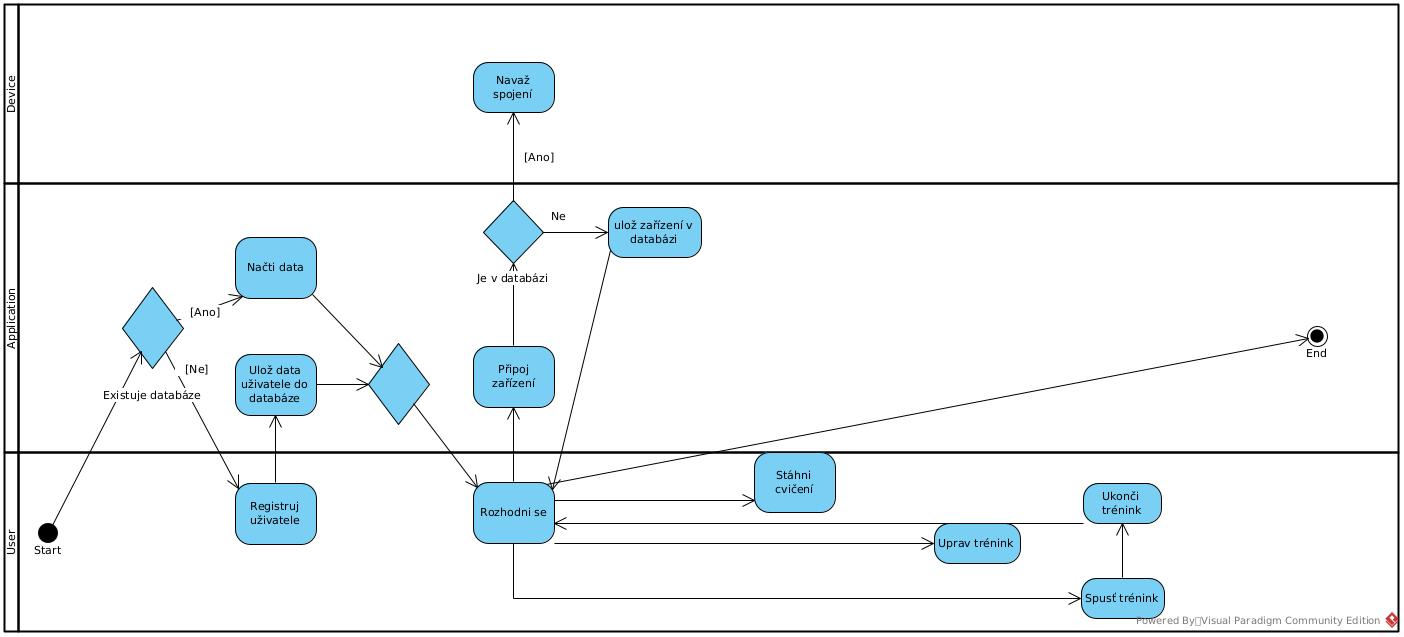 Device
Navaž
spojení
[Ano]
Application
Ne
ulož zařízení v
databázi
Je v databázi
Načti data
[Ano]
[Ne]
Existuje databáze
Ulož data
uživatele do
databáze
Připoj
zařízení
End
User
Start
Registruj
uživatele
Rozhodni se
Stáhni
cvičení
Uprav trénink
Ukonči
trénink
Spusť trénink
Powered By Visual Paradigm Community Edition